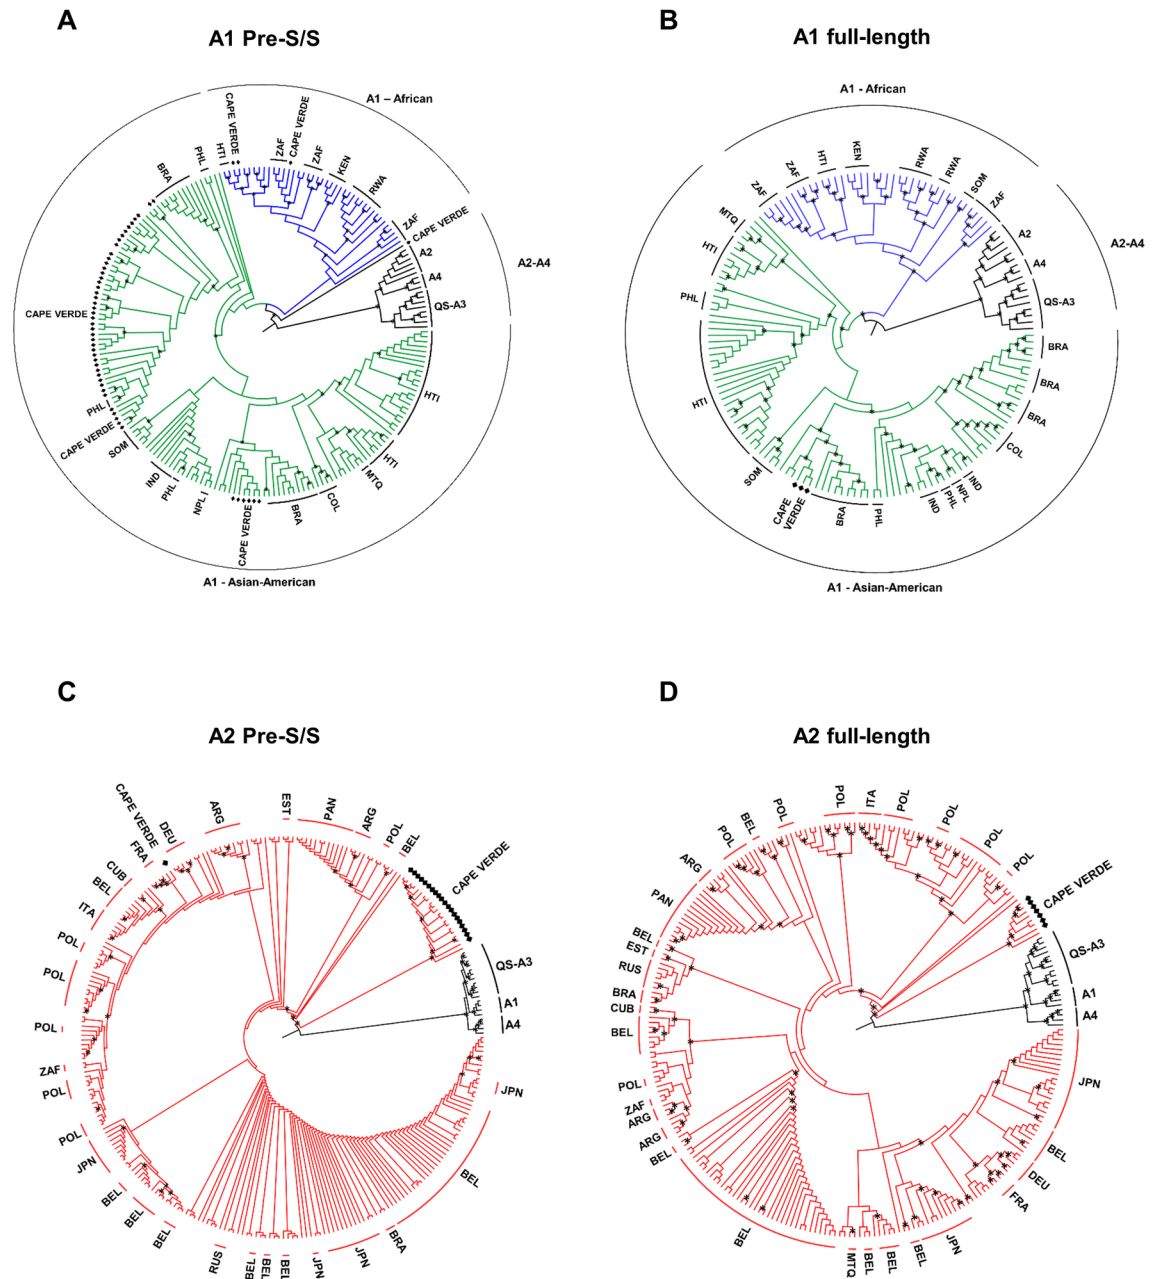 A
A1 Pre-S/S
A1 – African
CAPE VERDE
CAPE VERDE
ZAF
ZAF
KEN
RWA
ZAF
CAPE VERDE
A2
A4
QS-A3
A2-A4
HTI
HTI
MTQ
COL
BRA
CAPE VERDE
NPL
PHL
IND
SOM
CAPE VERDE
PHL
CAPE VERDE
BRA
PHL
HTI
A1 - Asian-American
B
A1 full-length
A1 - African
ZAF
ZAF
HTI
KEN
RWA
RWA
SOM
ZAF
A2
A4
QS-A3
A2-A4
BRA
BRA
BRA
COL
IND
NPL
PHL
IND
PHL
BRA
CAPE
VERDE
SOM
HTI
PHL
HTI
MTQ
A1 - Asian-American
C
A2 Pre-S/S
EST
PAN
ARG
POL
BEL
CAPE VERDE
QS-A3
A1
A4
JPN
BEL
BRA
JPN
JPN
BEL
BEL
BEL
RUS
BEL
BEL
BEL
JPN
POL
POL
ZAF
POL
POL
POL
ITA
BEL
CUB
FRA
CAPE VERDE
DEU
ARG
D
A2 full-length
POL
ITA
POL
POL
POL
POL
CAPE VERDE
QS-A3
A1
A4
JPN
BEL
DEU
FRA
JPN
BEL
BEL
BEL
MTQ
BEL
BEL
ARG
ARG
ZAF
POL
BEL
CUB
BRA
RUS
EST
BEL
PAN
ARG
POL
BEL
POL